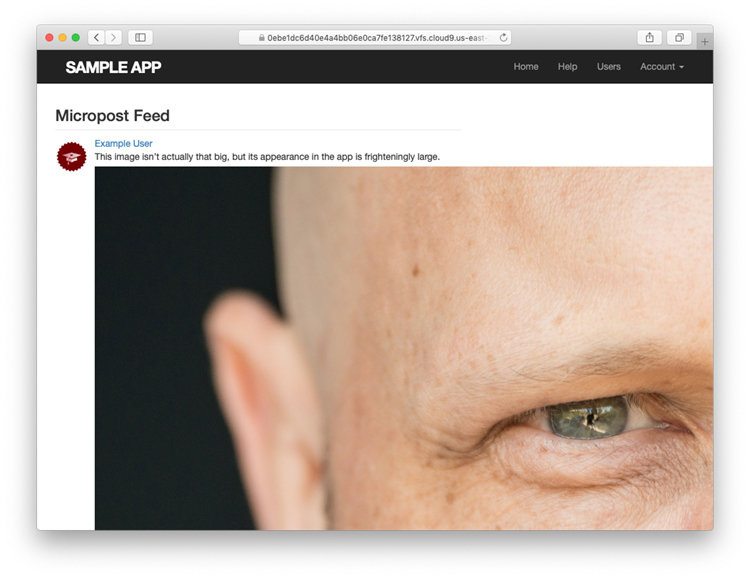 0ebe1dc6d40e4a4bb06e0ca7fe138127.vfs.cloud9.us-east-
SAMPLE APP
Home
Help
Users
Account
Micropost Feed
Example User
This image isn’t actually that big, but its appearance in the app is frighteningly large.